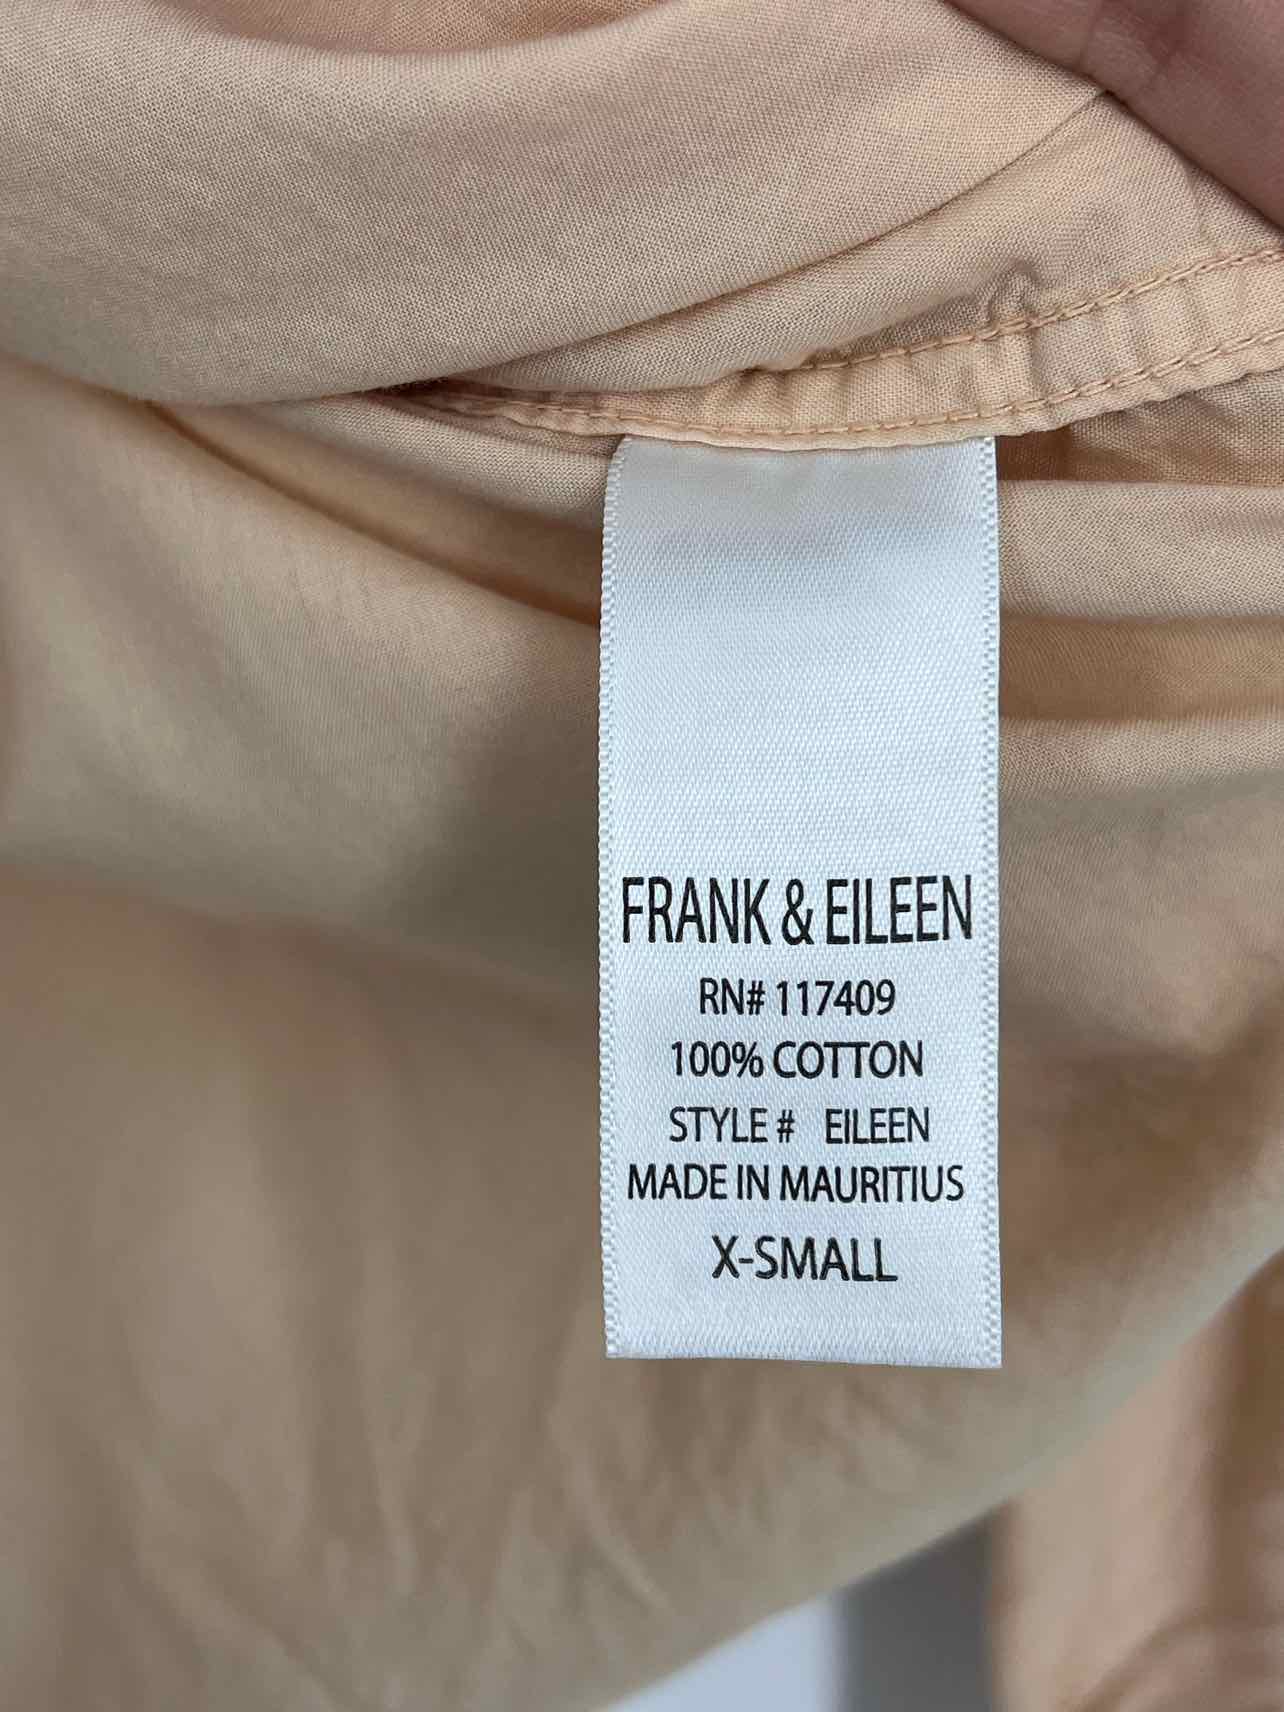 FRANK & EILEEN
RN# 117409
100% COTTON
STYLE # EILEEN
MADE IN MAURITIUS
X-SMALL